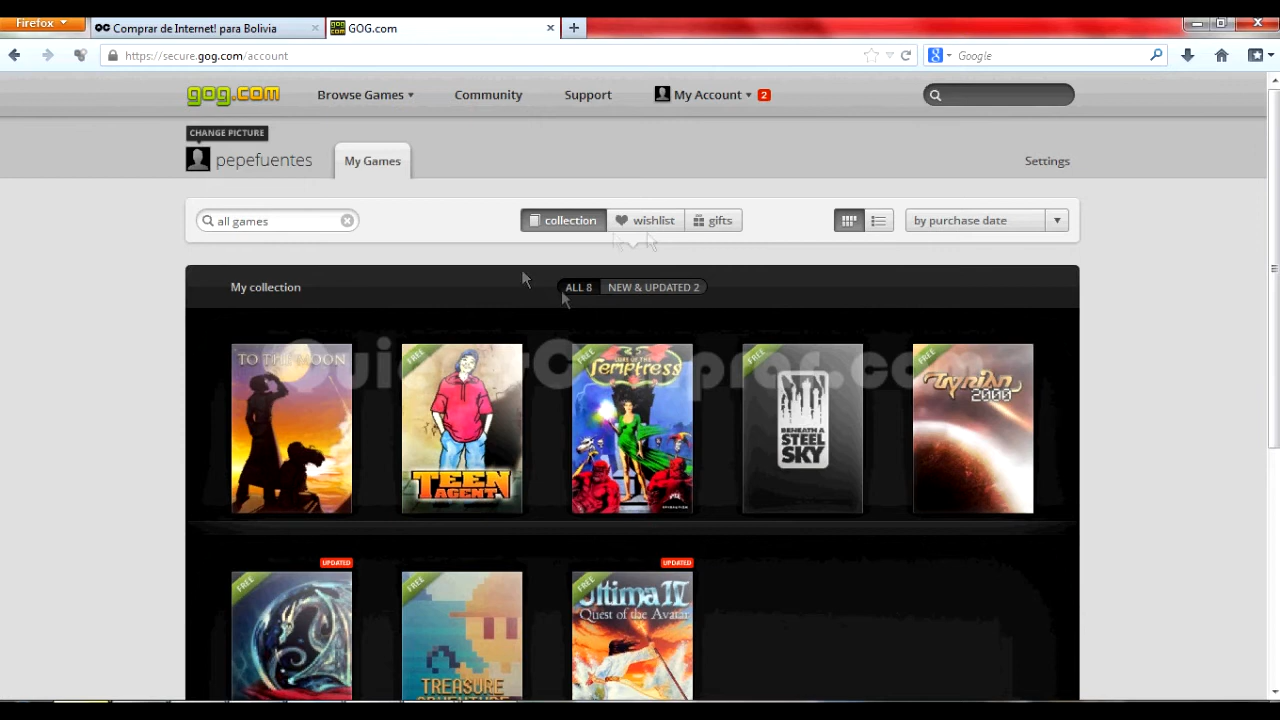 Firefox
Comprar de Internet! para Bolivia
GOG.com
https://secure.gog.com/account
Google
gog.com
Browse Games
Community
Support
My Account
2
CHANGE PICTURE
pepefuentes
My Games
Settings
all games
collection
wishlist
gifts
by purchase date
My collection
ALL 8
NEW & UPDATED 2
QuieroComprar.com
TO THE MOON
FREE
TEEN AGENT
FREE
LURE OF THE
Temptress
FREE
BENEATH A
STEEL
SKY
FREE
Tyrian
2000
UPDATED
FREE
FREE
TREASURE
ADVENTURE
UPDATED
FREE
Ultima IV
Quest of the Avatar